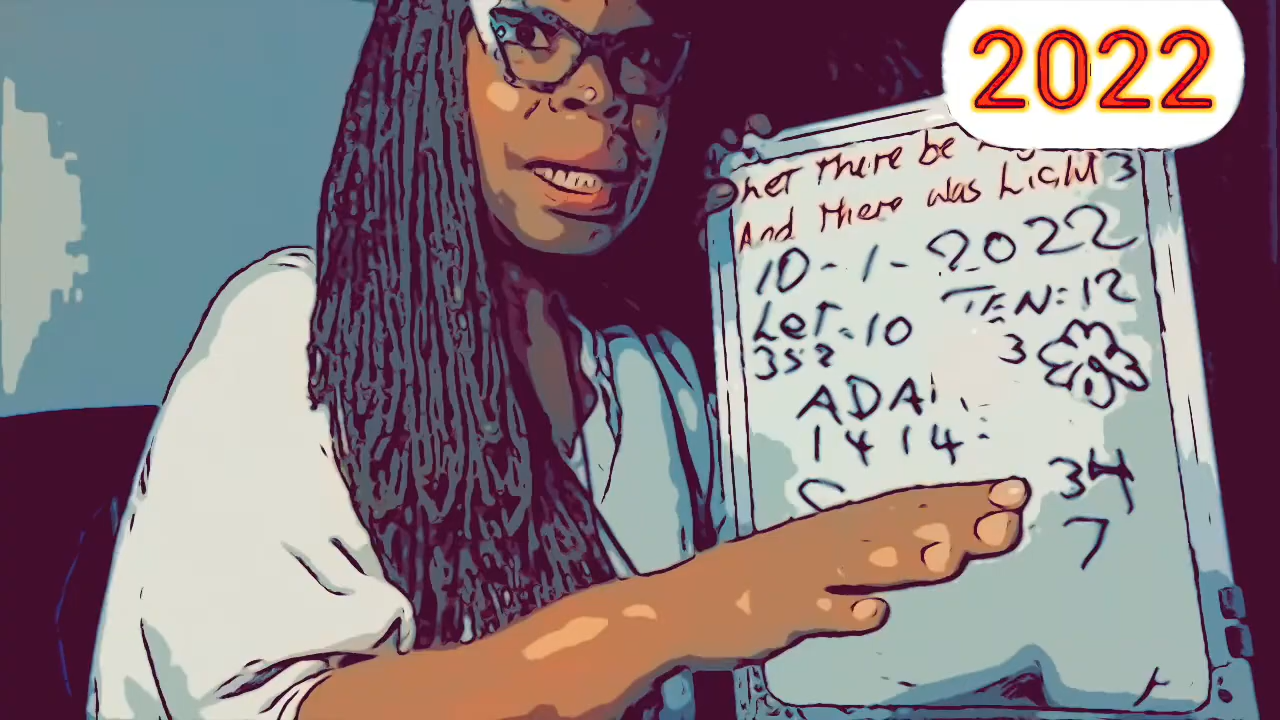 2022
Let there be
And there was Light 3
10-1-2022
Let=10 TEN=12
352 3
ADA
1414=
34
7